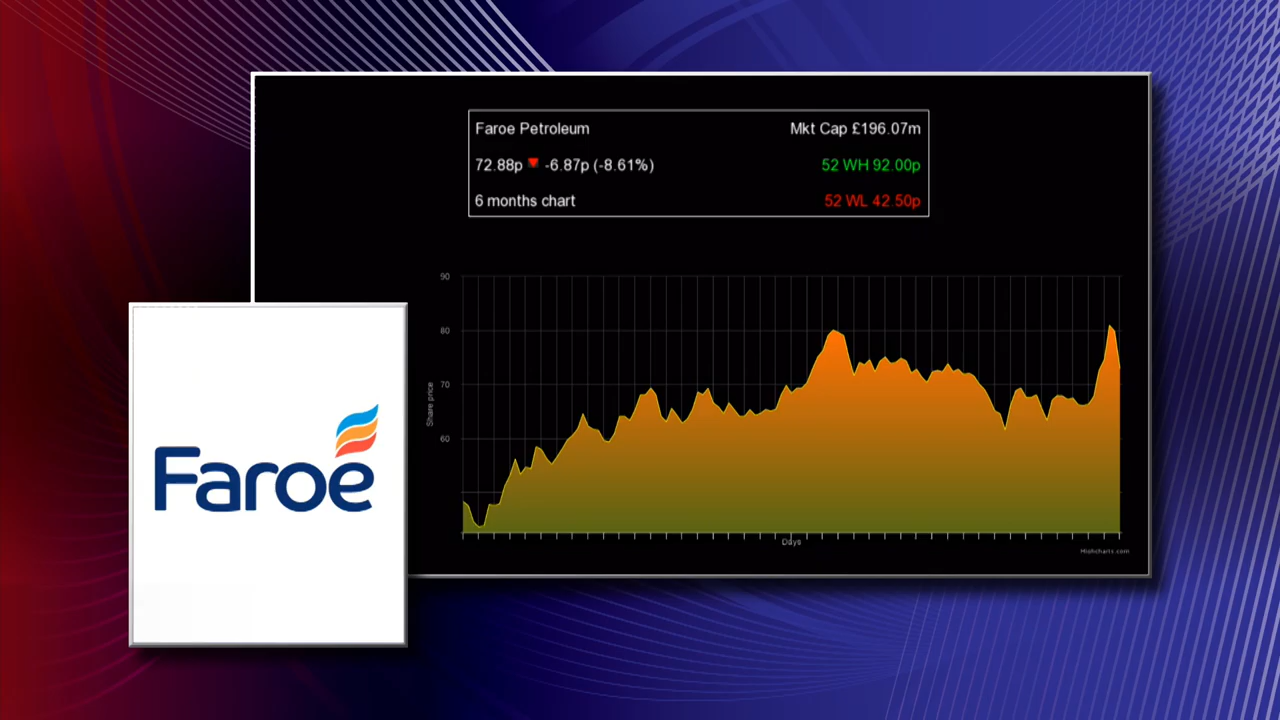 Faroe Petroleum Mkt Cap £196.07m
72.88p -6.87p (-8.61%) 52 WH 92.00p
6 months chart 52 WL 42.50p
90
80
70
60
Share price
Days
Highcharts.com
Faroe